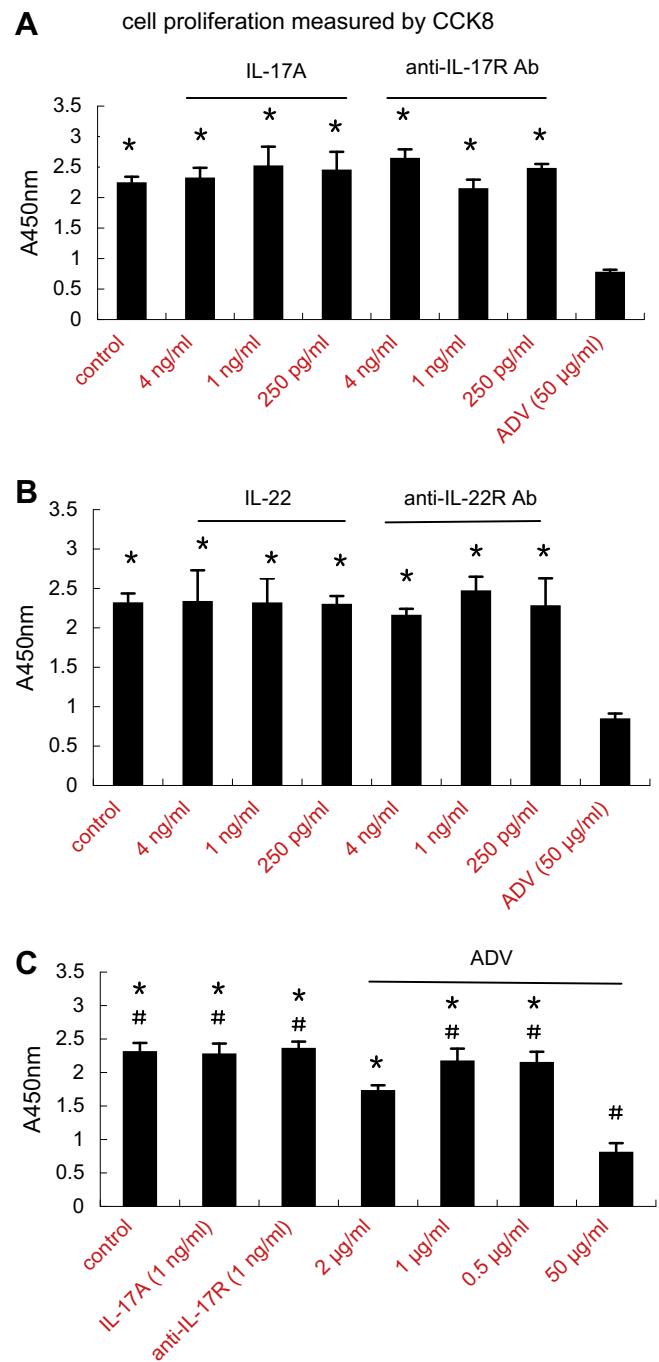 A
cell proliferation measured by CCK8
IL-17A
anti-IL-17R Ab
A450nm
3.5
3
2.5
2
1.5
1
0.5
0
* * * * * * *
control
4 ng/ml
1 ng/ml
250 pg/ml
4 ng/ml
1 ng/ml
250 pg/ml
ADV (50 µg/ml)
B
IL-22
anti-IL-22R Ab
A450nm
3.5
3
2.5
2
1.5
1
0.5
0
* * * * * * *
control
4 ng/ml
1 ng/ml
250 pg/ml
4 ng/ml
1 ng/ml
250 pg/ml
ADV (50 µg/ml)
C
ADV
A450nm
3.5
3
2.5
2
1.5
1
0.5
0
* * * * * *
# # # # # #
control
IL-17A (1 ng/ml)
anti-IL-17R (1 ng/ml)
2 µg/ml
1 µg/ml
0.5 µg/ml
50 µg/ml